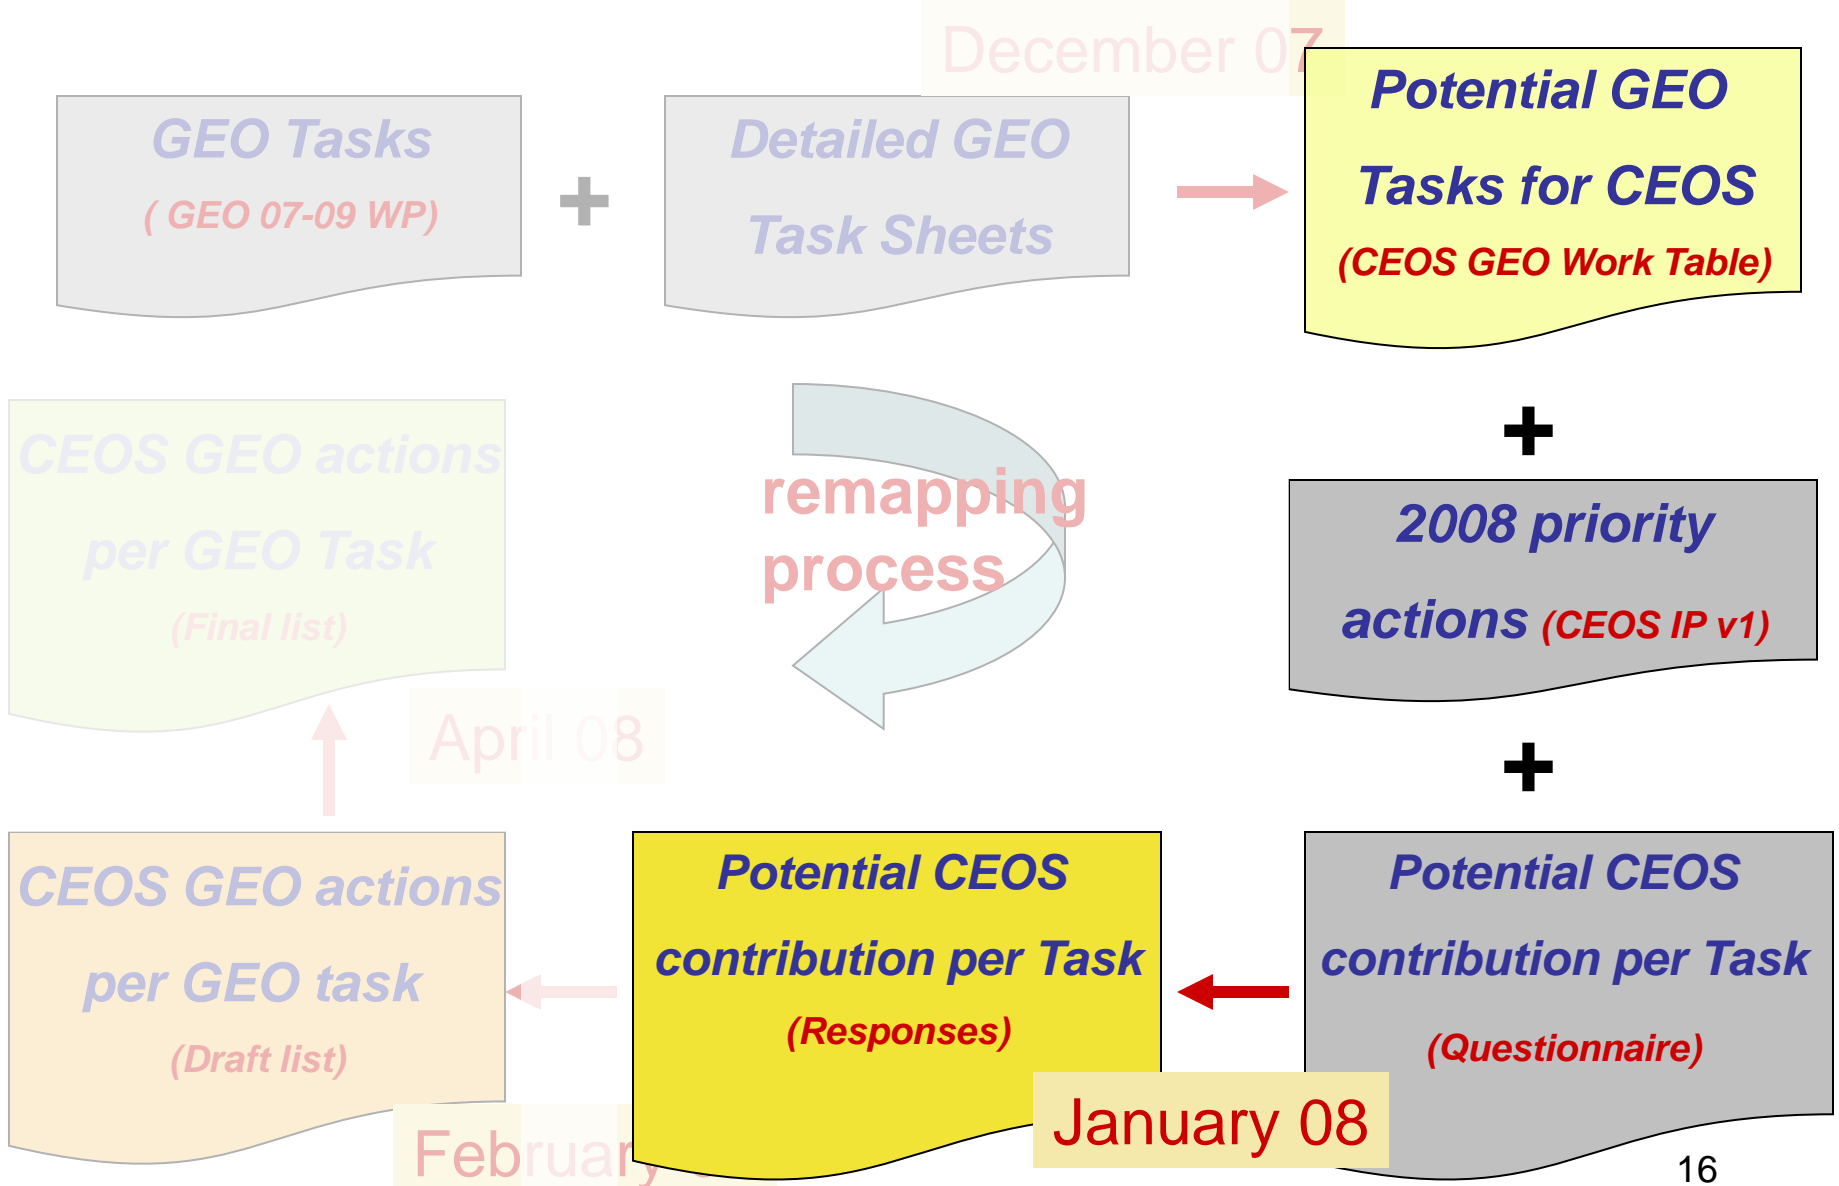 December 07
GEO Tasks
( GEO 07-09 WP)
+
Detailed GEO
Task Sheets
Potential GEO
Tasks for CEOS
(CEOS GEO Work Table)
+
CEOS GEO actions
per GEO Task
(Final list)
remapping
process
2008 priority
actions (CEOS IP v1)
+
April 08
CEOS GEO actions
per GEO task
(Draft list)
Potential CEOS
contribution per Task
(Responses)
Potential CEOS
contribution per Task
(Questionnaire)
January 08
February
16